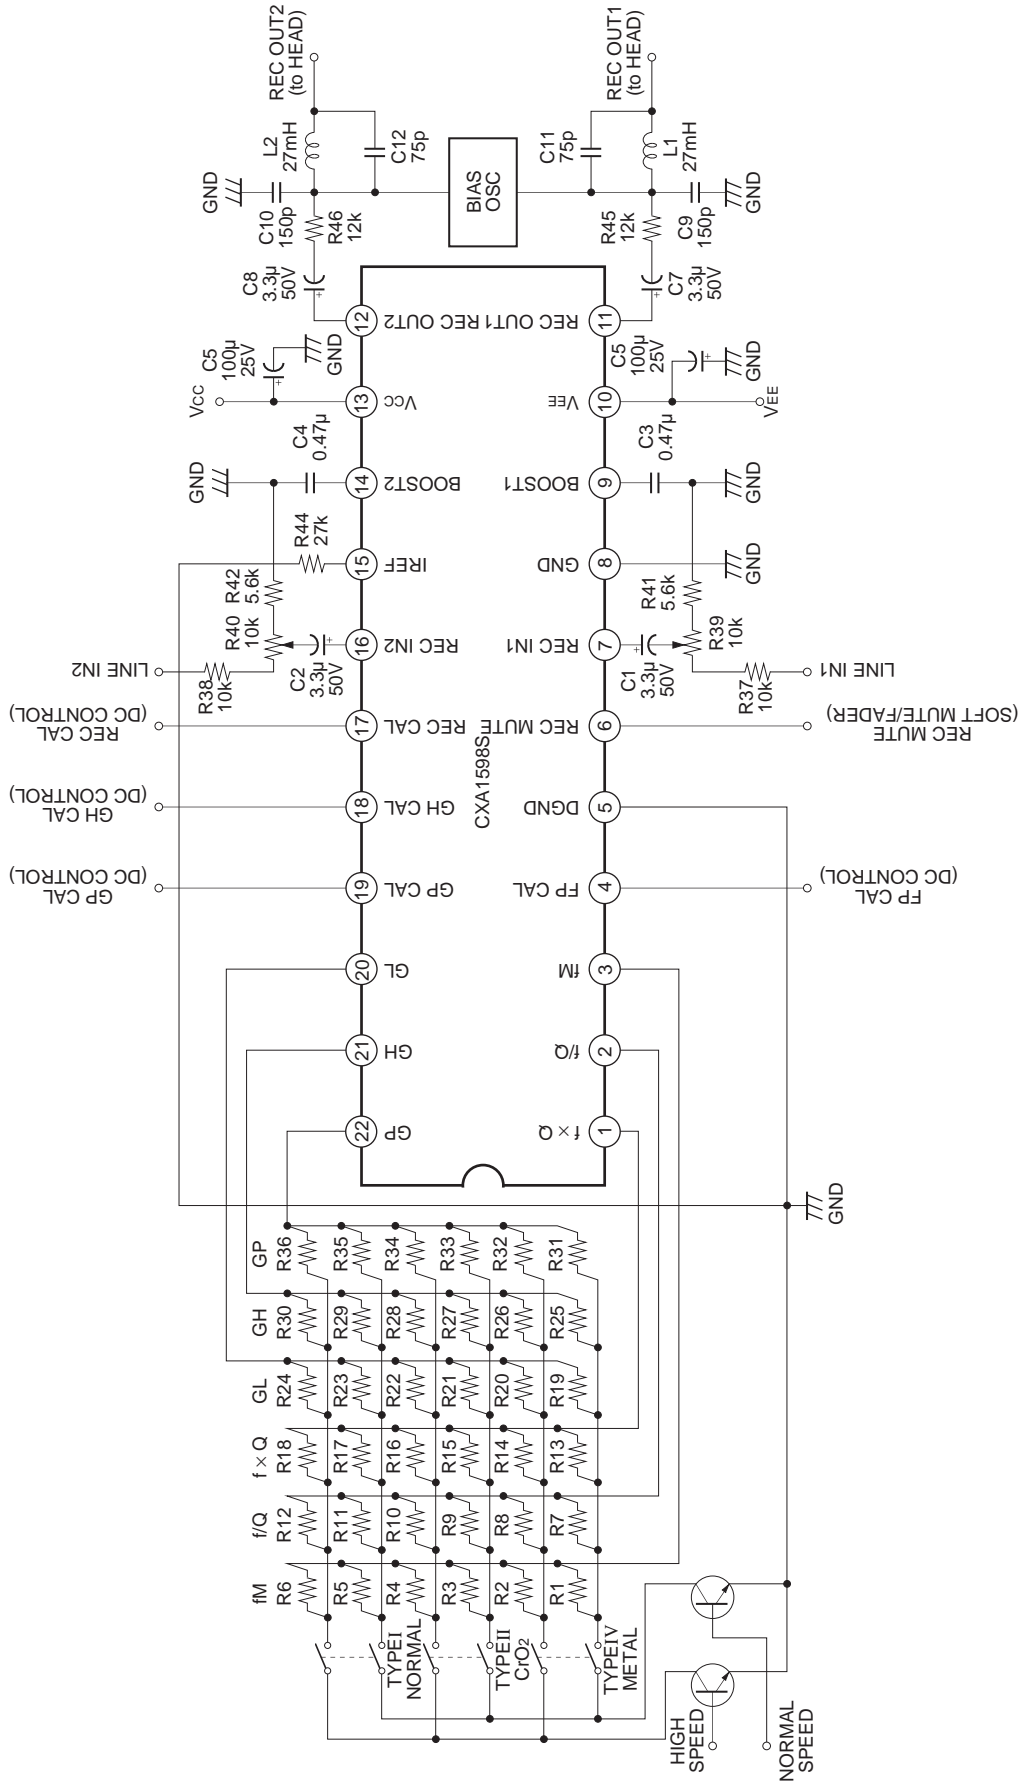 REC OUT2
(to HEAD)
REC OUT1
(to HEAD)
L2
27mH
C12
75p
C11
75p
L1
27mH
GND
C10
150p
R46
12k
BIAS
OSC
R45
12k
C9
150p
GND
C8
3.3µ
50V
+
C7
3.3µ
50V
+
12
REC OUT2
REC OUT1
11
C5
100µ
25V
+
GND
C5
100µ
25V
+
GND
VCC
13
VCC
VEE
10
VEE
C4
0.47µ
C3
0.47µ
GND
14
BOOST2
BOOST1
9
GND
R44
27k
15
IREF
GND
8
GND
R42
5.6k
R41
5.6k
R40
10k
R39
10k
C2
3.3µ
50V
+
16
REC IN2
REC IN1
7
C1
3.3µ
50V
+
LINE IN2
R38
10k
R37
10k
LINE IN1
REC CAL
(DC CONTROL)
17
REC CAL
REC MUTE
6
REC MUTE
(SOFT MUTE/FADER)
CXA1598S
GH CAL
(DC CONTROL)
18
GH CAL
DGND
5
GP CAL
(DC CONTROL)
19
GP CAL
FP CAL
4
FP CAL
(DC CONTROL)
20
GL
fM
3
21
GH
f/Q
2
22
GP
f × Q
1
GND
GP
R36
R35
R34
R33
R32
R31
GH
R30
R29
R28
R27
R26
R25
GL
R24
R23
R22
R21
R20
R19
f × Q
R18
R17
R16
R15
R14
R13
f/Q
R12
R11
R10
R9
R8
R7
fM
R6
R5
R4
R3
R2
R1
TYPEI
NORMAL
TYPEII
CrO2
TYPEIV
METAL
HIGH
SPEED
NORMAL
SPEED